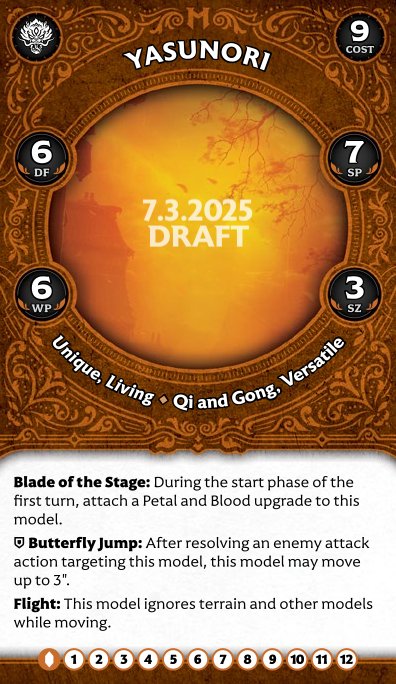 YASUNORI
9
COST
6
DF
7
SP
7.3.2025
DRAFT
6
WP
3
SZ
Unique, Living ⬥ Qi and Gong, Versatile
Blade of the Stage: During the start phase of the
first turn, attach a Petal and Blood upgrade to this
model.
Butterfly Jump: After resolving an enemy attack
action targeting this model, this model may move
up to 3".
Flight: This model ignores terrain and other models
while moving.
1 2 3 4 5 6 7 8 9 10 11 12